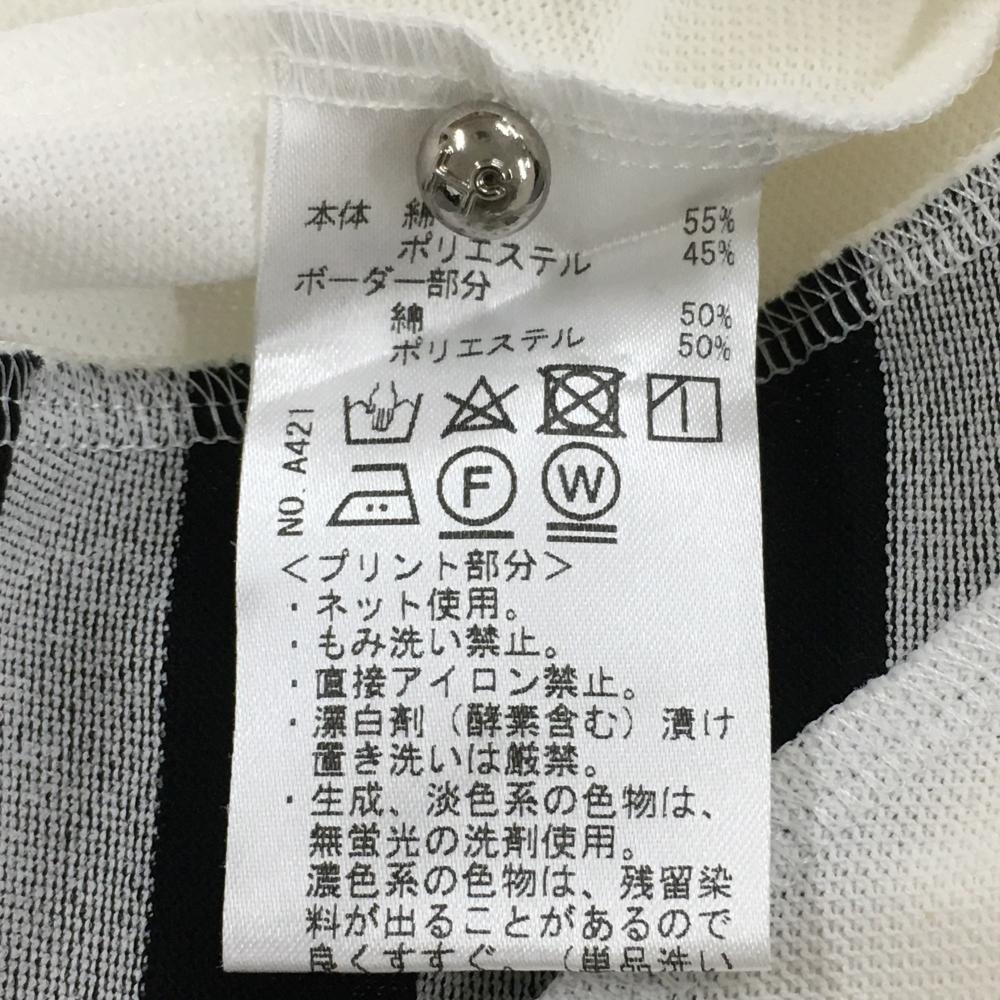 本体 綿 55%
ポリエステル 45%
ボーダー部分
綿 50%
ポリエステル 50%
NO. A421
F W
<プリント部分>
・ネット使用。
・もみ洗い禁止。
・直接アイロン禁止。
・漂白剤（酵素含む）漬け
置き洗いは厳禁。
・生成、淡色系の色物は、
無蛍光の洗剤使用。
濃色系の色物は、残留染
料が出ることがあるので
良くすすぐ。（単品洗い